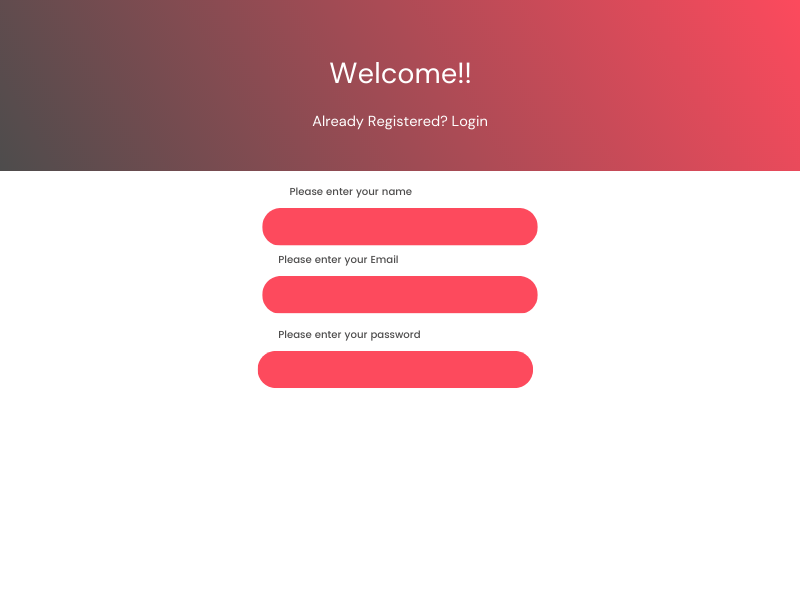 Welcome!!
Already Registered? Login
Please enter your name
Please enter your Email
Please enter your password